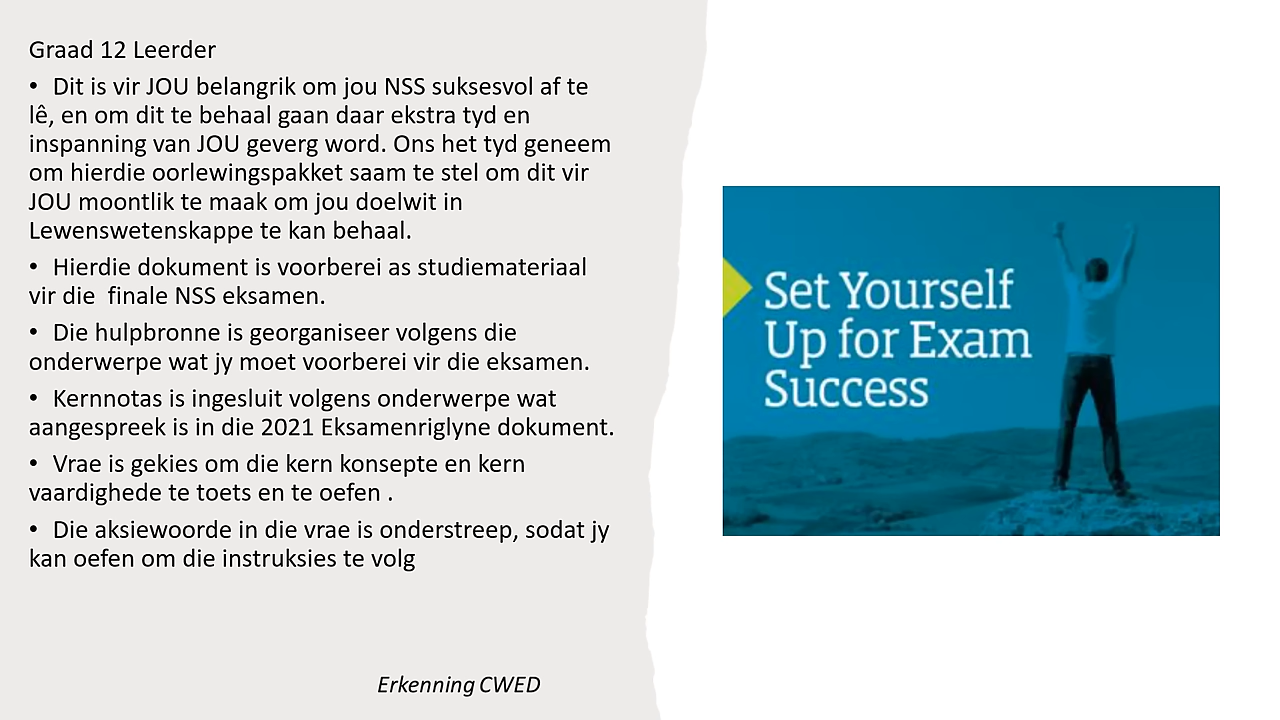 Graad 12 Leerder
• Dit is vir JOU belangrik om jou NSS suksesvol af te
lê, en om dit te behaal gaan daar ekstra tyd en
inspanning van JOU geverg word. Ons het tyd geneem
om hierdie oorlewingspakket saam te stel om dit vir
JOU moontlik te maak om jou doelwit in
Lewenswetenskappe te kan behaal.
• Hierdie dokument is voorberei as studiemateriaal
vir die  finale NSS eksamen.
• Die hulpbronne is georganiseer volgens die
onderwerpe wat jy moet voorberei vir die eksamen.
• Kernnotas is ingesluit volgens onderwerpe wat
aangespreek is in die 2021 Eksamenriglyne dokument.
• Vrae is gekies om die kern konsepte en kern
vaardighede te toets en te oefen .
• Die aksiewoorde in die vrae is onderstreep, sodat jy
kan oefen om die instruksies te volg
Erkenning CWED
Set Yourself
Up for Exam
Success